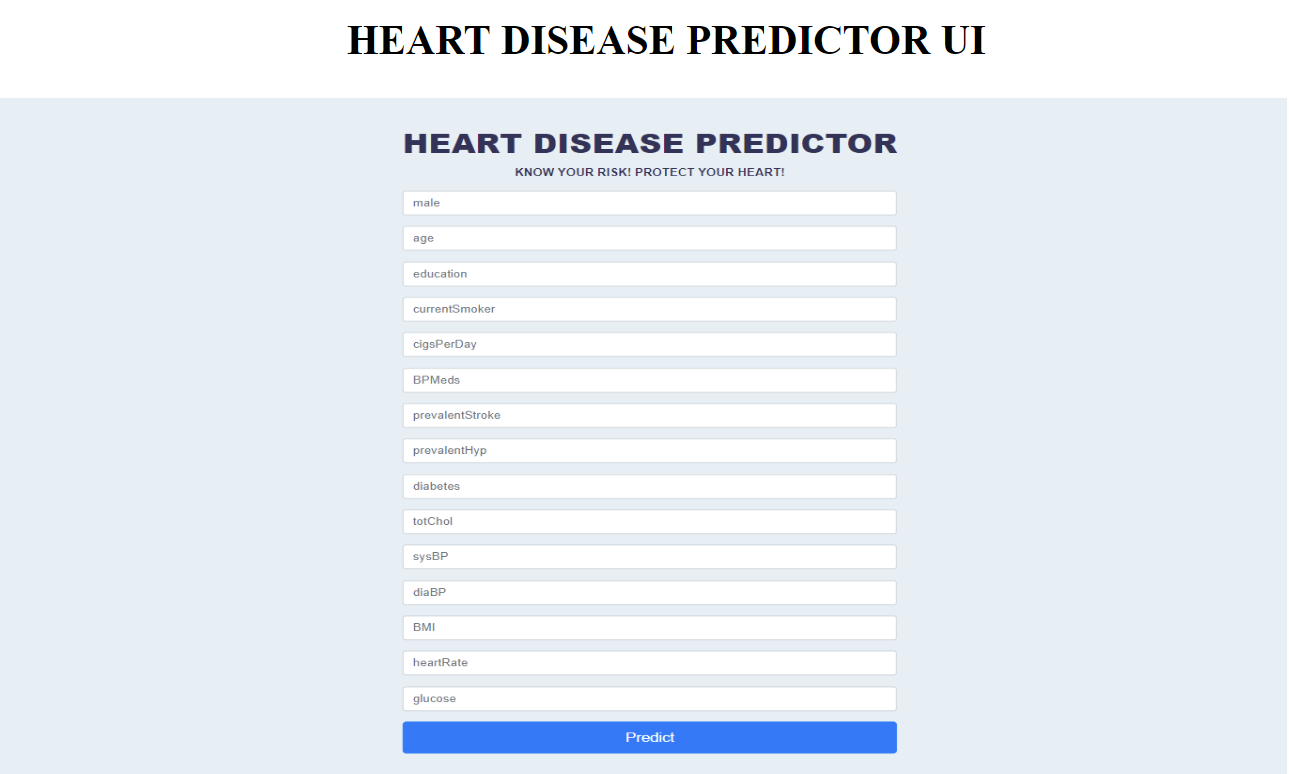 HEART DISEASE PREDICTOR UI
HEART DISEASE PREDICTOR
KNOW YOUR RISK! PROTECT YOUR HEART!
male
age
education
currentSmoker
cigsPerDay
BPMeds
prevalentStroke
prevalentHyp
diabetes
totChol
sysBP
diaBP
BMI
heartRate
glucose
Predict